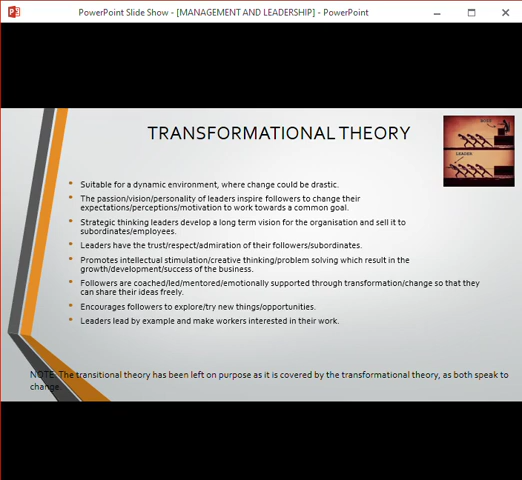 PowerPoint Slide Show - [MANAGEMENT AND LEADERSHIP] - PowerPoint
TRANSFORMATIONAL THEORY
BOSS
LEADER
• Suitable for a dynamic environment, where change could be drastic.
• The passion/vision/personality of leaders inspire followers to change their
expectations/perceptions/motivation to work towards a common goal.
• Strategic thinking leaders develop a long term vision for the organisation and sell it to
subordinates/employees.
• Leaders have the trust/respect/admiration of their followers/subordinates.
• Promotes intellectual stimulation/creative thinking/problem solving which result in the
growth/development/success of the business.
• Followers are coached/led/mentored/emotionally supported through transformation/change so that they
can share their ideas freely.
• Encourages followers to explore/try new things/opportunities.
• Leaders lead by example and make workers interested in their work.
NOTE: The transitional theory has been left on purpose as it is covered by the transformational theory, as both speak to
change.